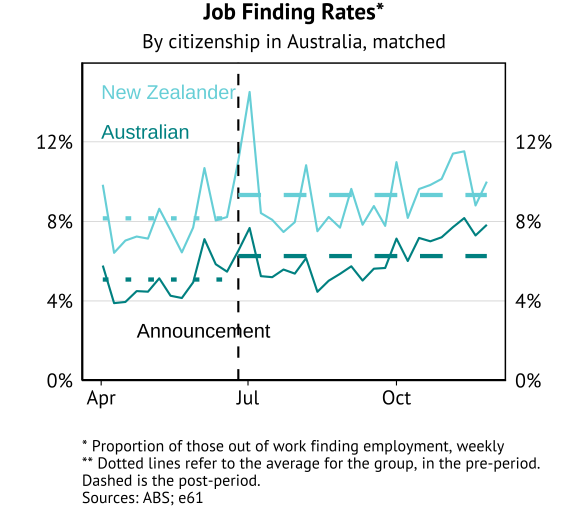 Job Finding Rates*
By citizenship in Australia, matched
New Zealander
Australian
12% 12%
8% 8%
4% 4%
Announcement
0% 0%
Apr Jul Oct
* Proportion of those out of work finding employment, weekly
** Dotted lines refer to the average for the group, in the pre-period.
Dashed is the post-period.
Sources: ABS; e61